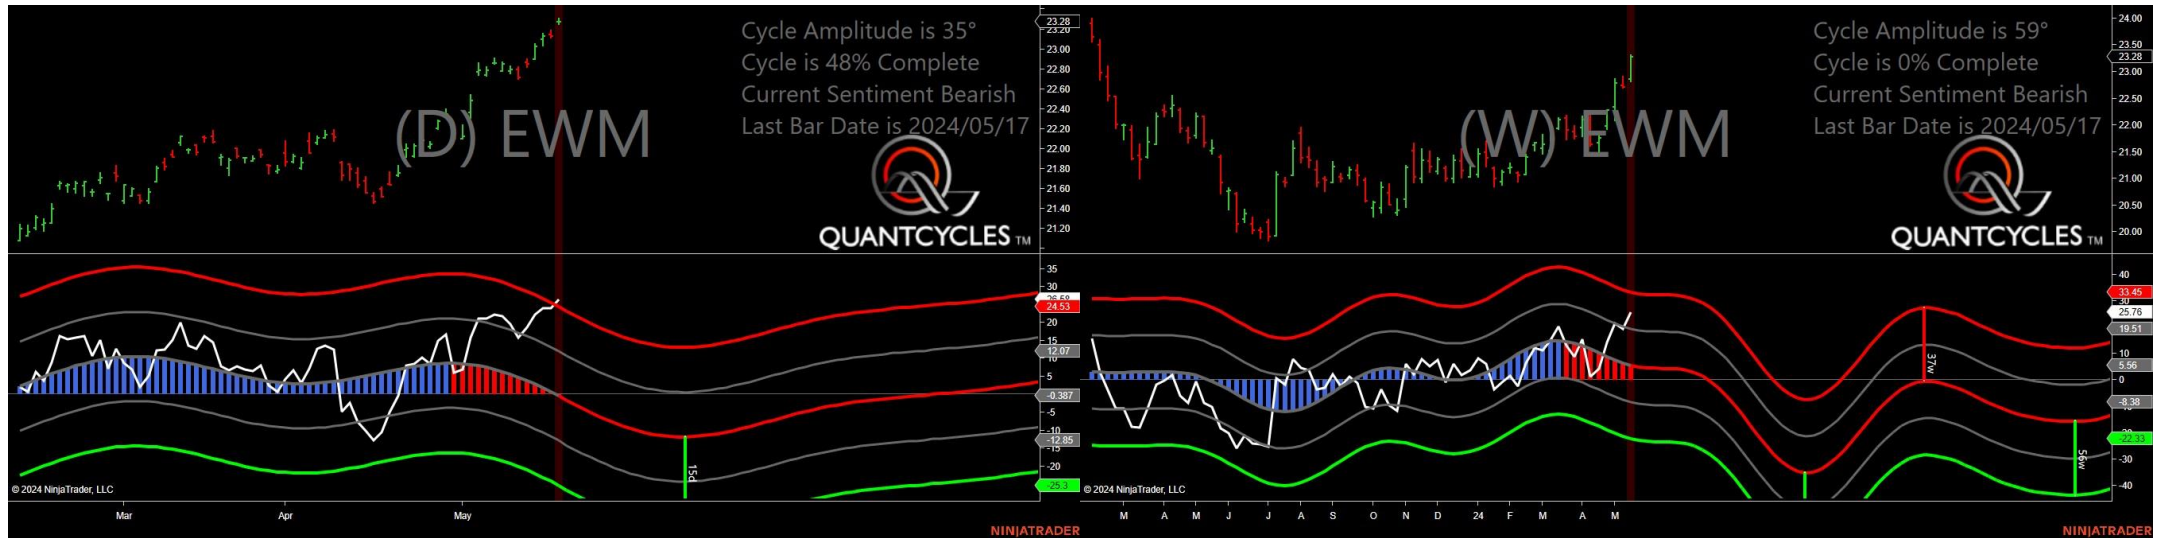 Cycle Amplitude is 35°
Cycle is 48% Complete
Current Sentiment Bearish
Last Bar Date is 2024/05/17
(D) EWM
QUANTCYCLES TM
23.28
23.20
23.00
22.80
22.60
22.40
22.20
22.00
21.80
21.60
21.40
21.20
35
30
24.53
20
15
12.07
5
-0.387
-5
-10
-12.85
-15
-20
-25.3
15d
© 2024 NinjaTrader, LLC
Mar
Apr
May
NINJATRADER
Cycle Amplitude is 59°
Cycle is 0% Complete
Current Sentiment Bearish
Last Bar Date is 2024/05/17
(W) EWM
QUANTCYCLES TM
24.00
23.50
23.28
23.00
22.50
22.00
21.50
21.00
20.50
20.00
40
33.45
30
25.76
19.51
10
5.56
0
-8.38
-22.33
-30
-40
37w
56w
© 2024 NinjaTrader, LLC
M A M J J A S O N D 24 F M A M
NINJATRADER